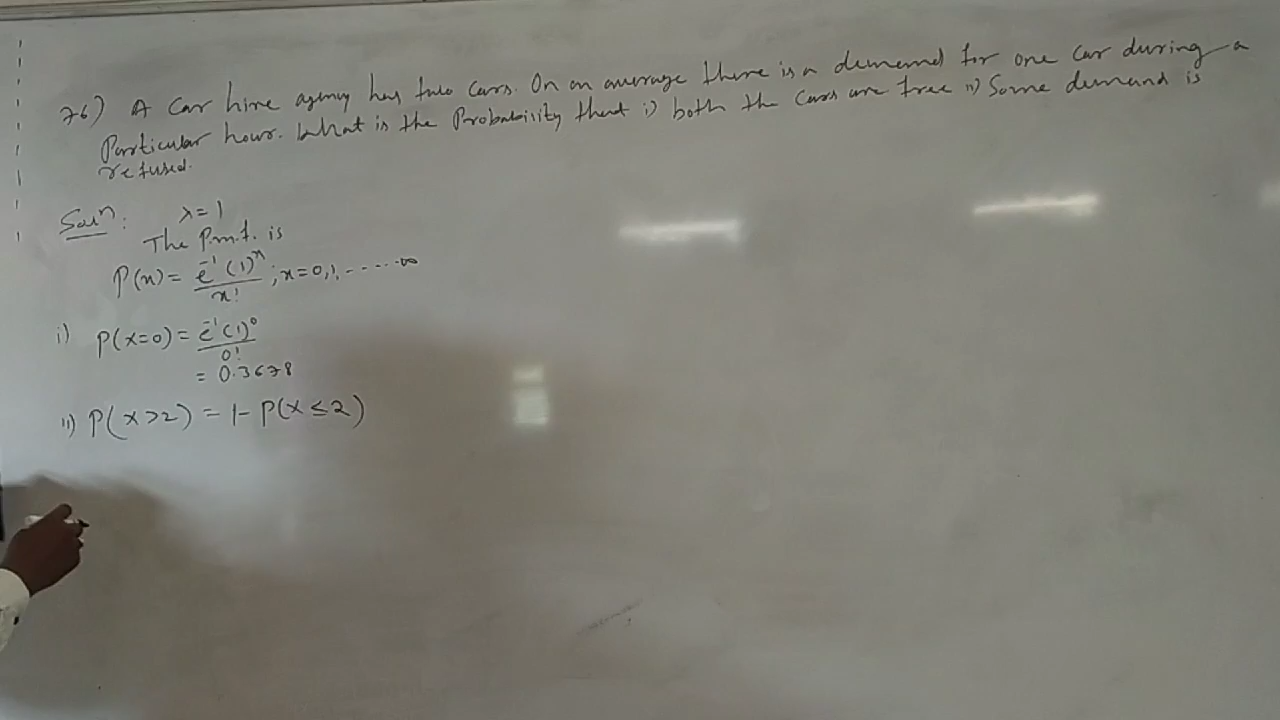 76) A car hire agency has two cars. On an average there is a demand for one car during a
Particular hour. What is the Probability that i) both the cars are free ii) Some demand is
refused.
Solⁿ: λ=1
The P.m.f. is
P(x) = e⁻¹ (1)ˣ / x! ; x=0,1,-----∞
i) P(x=0) = e⁻¹(1)⁰ / 0!
= 0.3678
ii) P(x>2) = 1- P(x≤2)